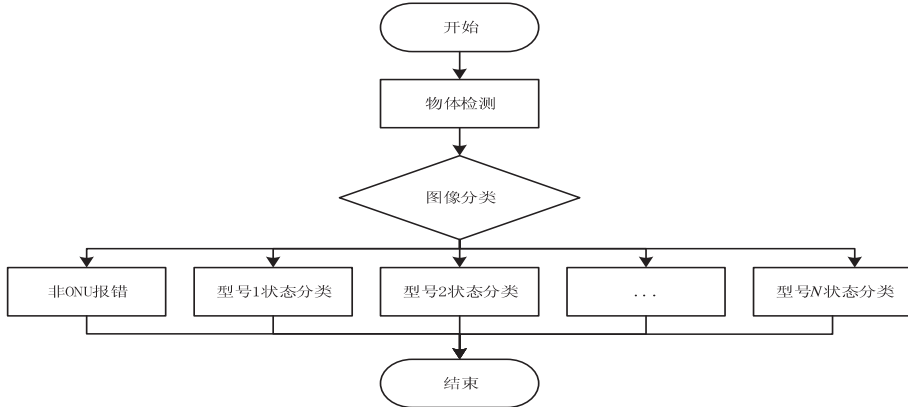 开始
物体检测
图像分类
非ONU报错
型号1状态分类
型号2状态分类
...
型号N状态分类
结束